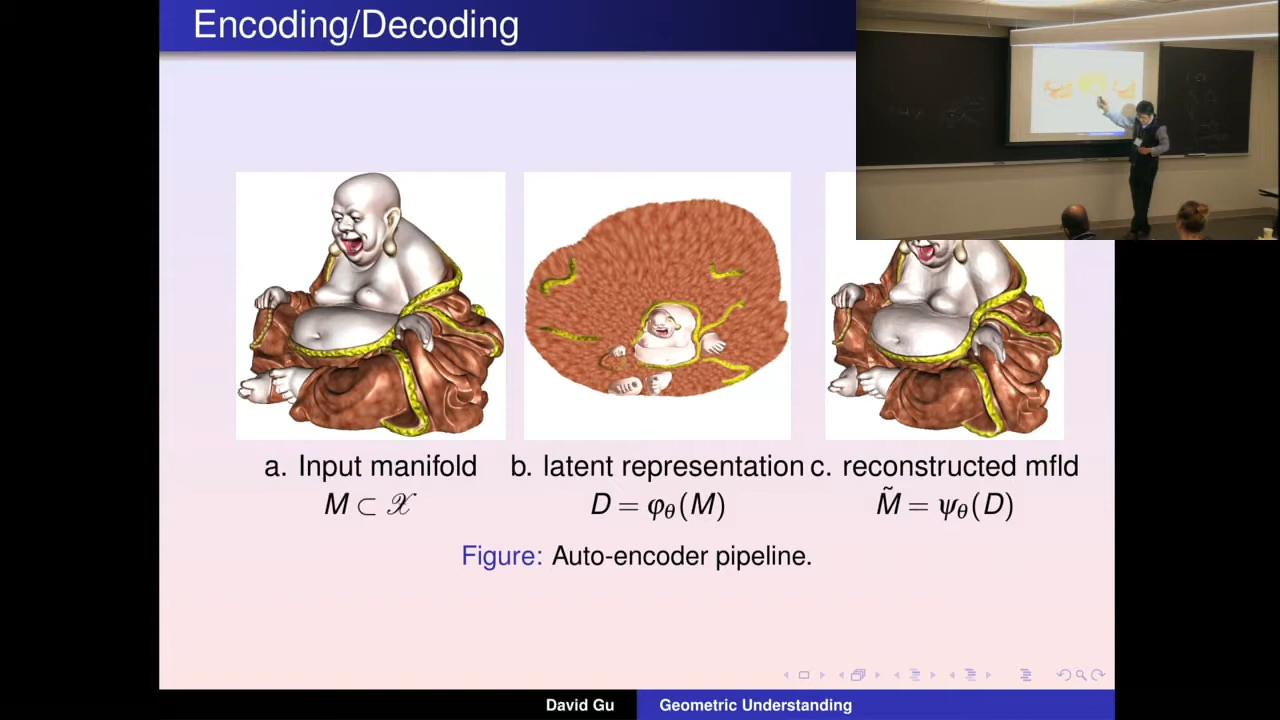 Encoding/Decoding
a. Input manifold
M ⊂ 𝒳
b. latent representation
D = φθ(M)
c. reconstructed mfld
M̃ = ψθ(D)
Figure: Auto-encoder pipeline.
David Gu
Geometric Understanding